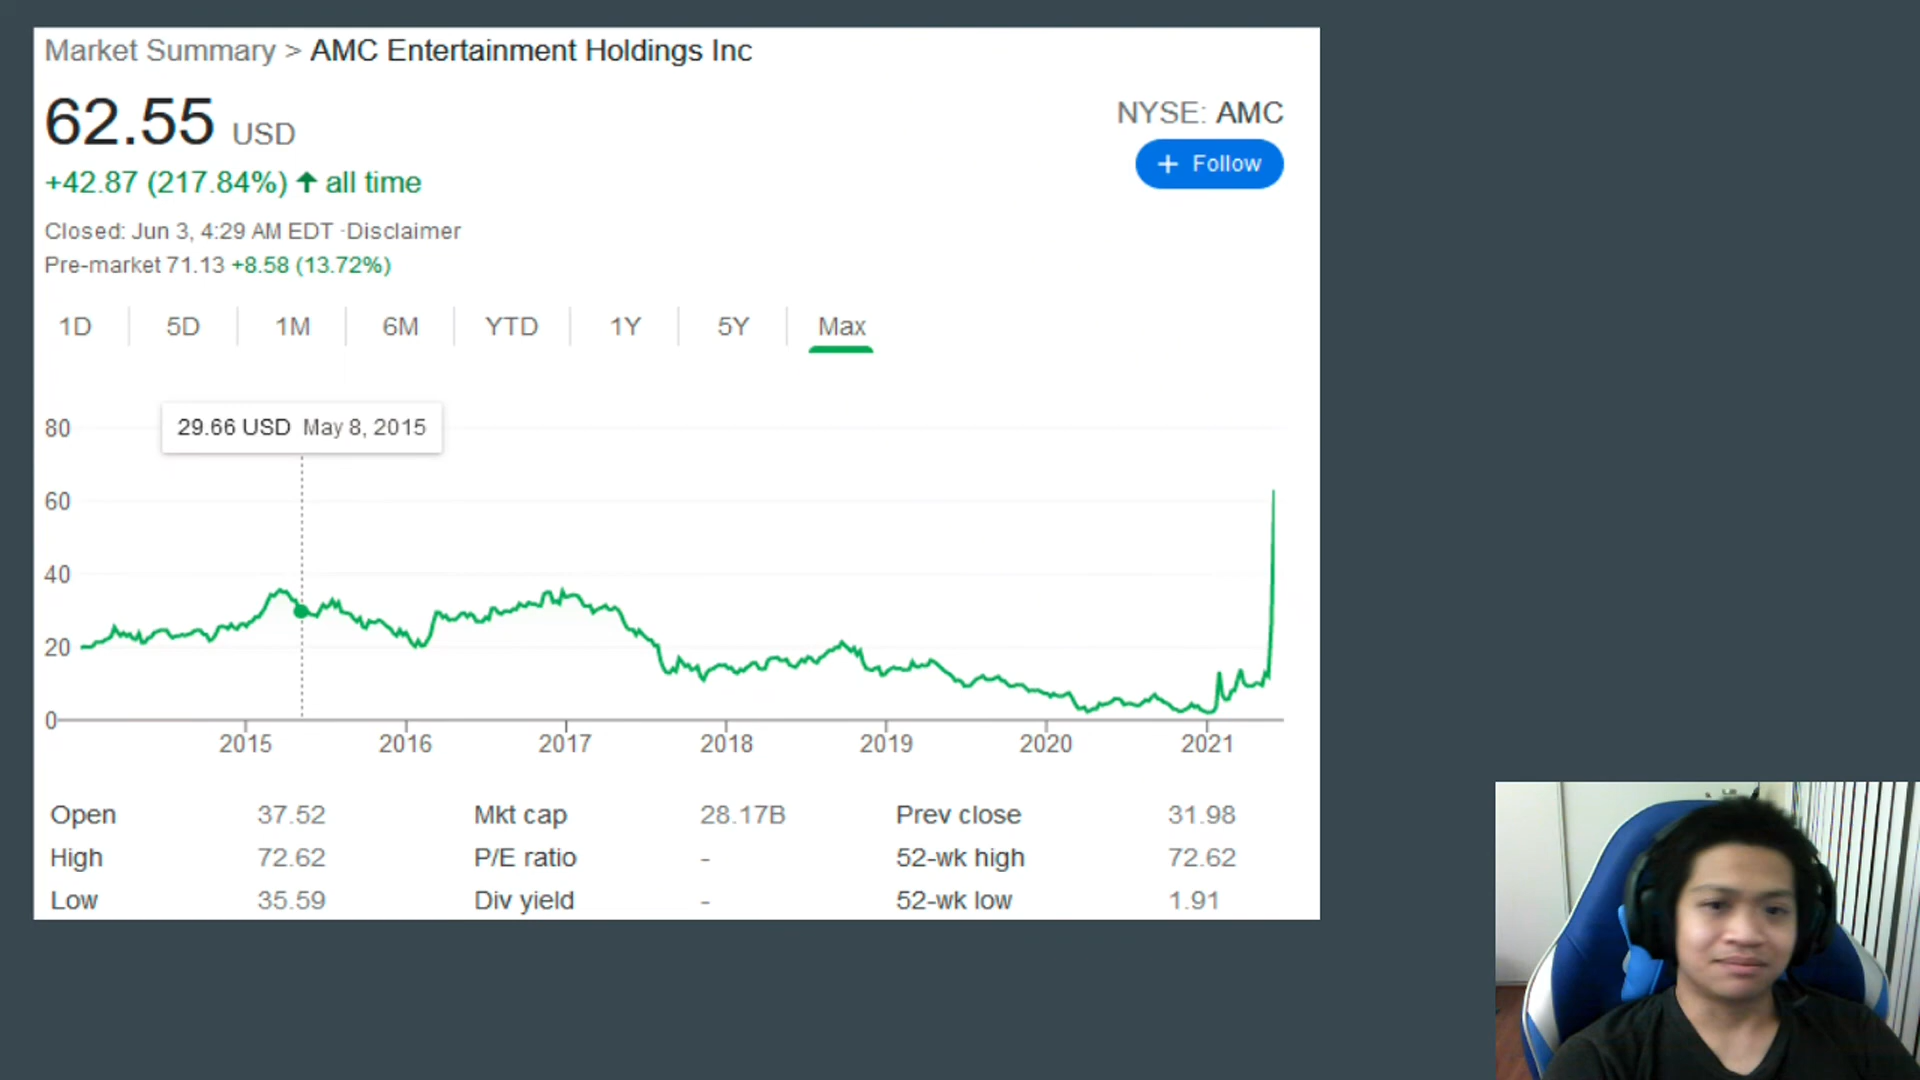 Market Summary > AMC Entertainment Holdings Inc
62.55 USD
NYSE: AMC
+42.87 (217.84%) ↑ all time
+ Follow
Closed: Jun 3, 4:29 AM EDT ·Disclaimer
Pre-market 71.13 +8.58 (13.72%)
1D 5D 1M 6M YTD 1Y 5Y Max
29.66 USD May 8, 2015
80
60
40
20
0
2015 2016 2017 2018 2019 2020 2021
Open 37.52 Mkt cap 28.17B Prev close 31.98
High 72.62 P/E ratio - 52-wk high 72.62
Low 35.59 Div yield - 52-wk low 1.91